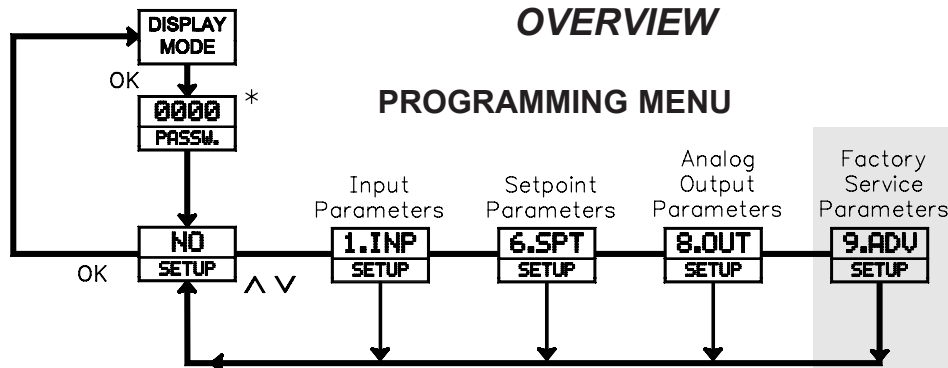 OVERVIEW
PROGRAMMING MENU
DISPLAY
MODE
OK
0000
*
PASSW.
NO
SETUP
OK
∧ ∨
Input
Parameters
1.INP
SETUP
Setpoint
Parameters
6.SPT
SETUP
Analog
Output
Parameters
8.OUT
SETUP
Factory
Service
Parameters
9.ADV
SETUP